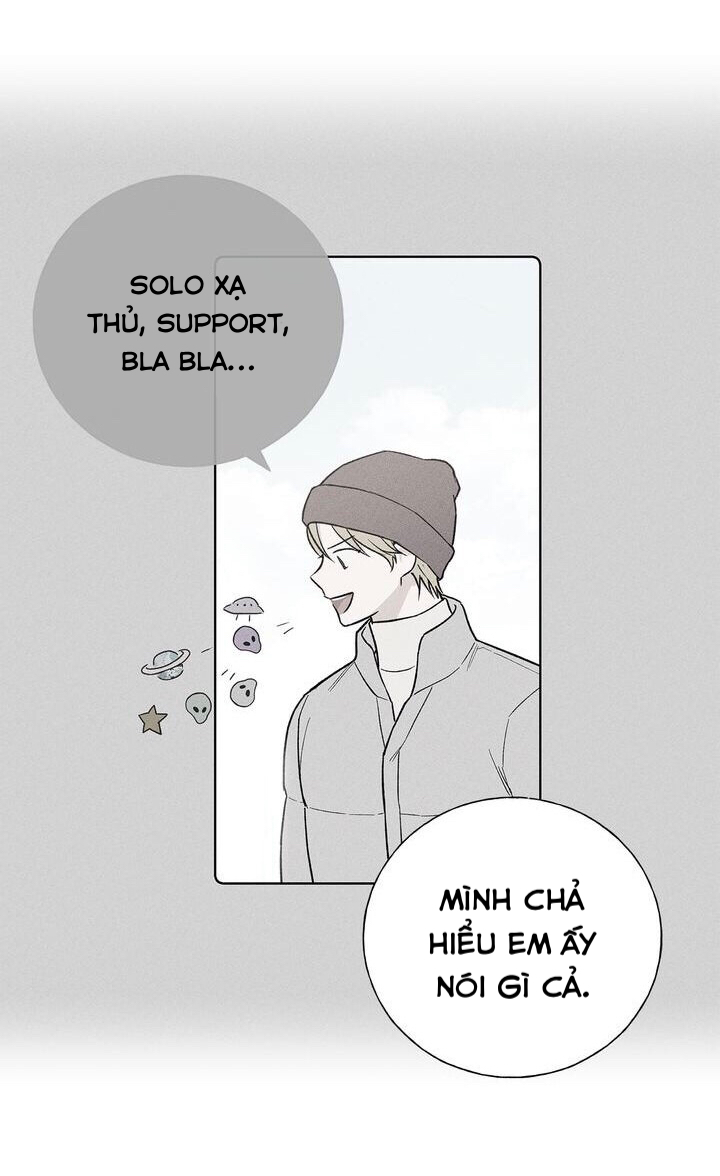 SOLO XẠ
THỦ, SUPPORT,
BLA BLA...
MÌNH CHẢ
HIỂU EM ẤY
NÓI GÌ CẢ.